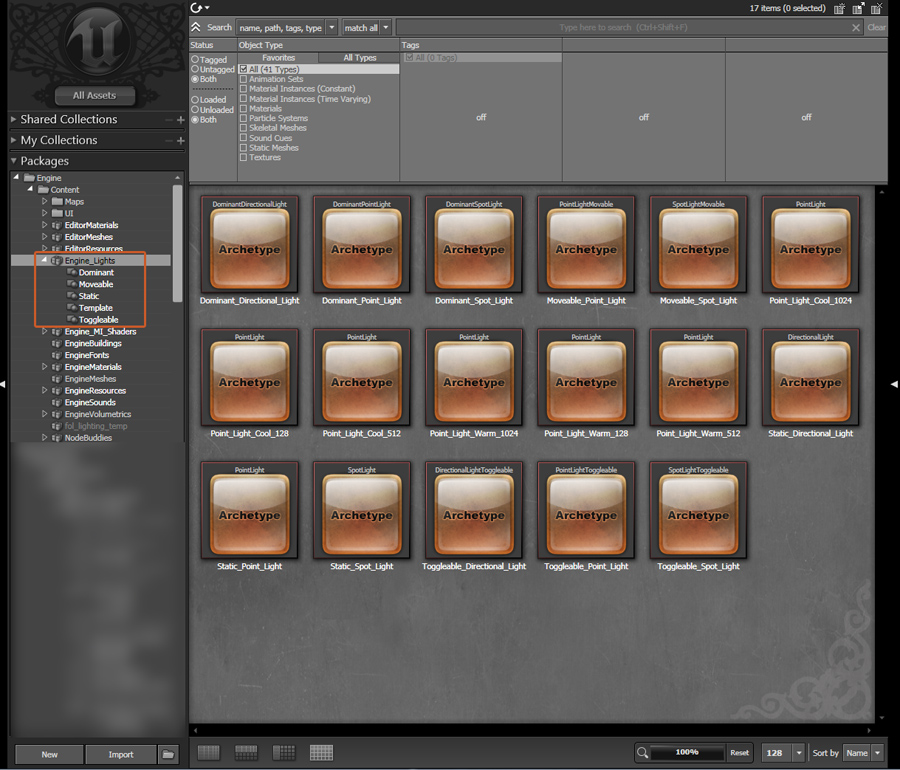 17 items (0 selected)
Search name, path, tags, type match all Type here to search (Ctrl+Shift+F) Clear
All Assets
Shared Collections
My Collections
Packages
Engine
Content
Maps
UI
EditorMaterials
EditorMeshes
EditorResources
Engine_Lights
Dominant
Moveable
Static
Template
Toggleable
Engine_MI_Shaders
EngineBuildings
EngineFonts
EngineMaterials
EngineMeshes
EngineResources
EngineSounds
EngineVolumetrics
fol_lighting_temp
NodeBuddies
New Import
Status
Tagged
Untagged
Both
Loaded
Unloaded
Both
Object Type
Favorites All Types
All (41 Types)
Animation Sets
Material Instances (Constant)
Material Instances (Time Varying)
Materials
Particle Systems
Skeletal Meshes
Sound Cues
Static Meshes
Textures
Tags
All (0 Tags)
off off off
DominantDirectionalLight DominantPointLight DominantSpotLight PointLightMovable SpotLightMovable PointLight
Archetype Archetype Archetype Archetype Archetype Archetype
Dominant_Directional_Light Dominant_Point_Light Dominant_Spot_Light Moveable_Point_Light Moveable_Spot_Light Point_Light_Cool_1024
PointLight PointLight PointLight PointLight PointLight DirectionalLight
Archetype Archetype Archetype Archetype Archetype Archetype
Point_Light_Cool_128 Point_Light_Cool_512 Point_Light_Warm_1024 Point_Light_Warm_128 Point_Light_Warm_512 Static_Directional_Light
PointLight SpotLight DirectionalLightToggleable PointLightToggleable SpotLightToggleable
Archetype Archetype Archetype Archetype Archetype
Static_Point_Light Static_Spot_Light Toggleable_Directional_Light Toggleable_Point_Light Toggleable_Spot_Light
100% Reset 128 Sort by Name